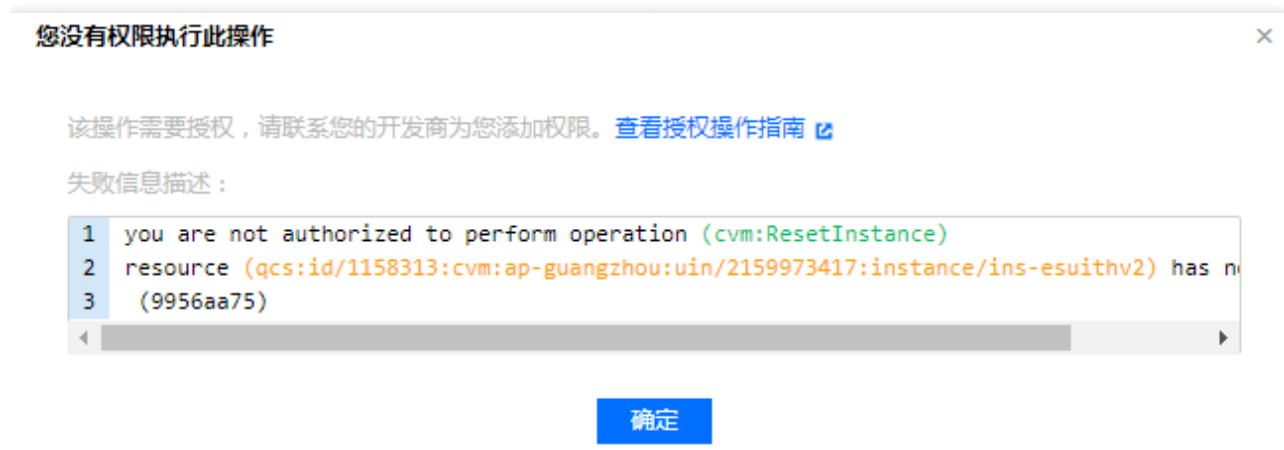 您没有权限执行此操作
该操作需要授权，请联系您的开发商为您添加权限。查看授权操作指南
失败信息描述：
1 you are not authorized to perform operation (cvm:ResetInstance)
2 resource (qcs:id/1158313:cvm:ap-guangzhou:uin/2159973417:instance/ins-esuithv2) has
3 (9956aa75)
确定